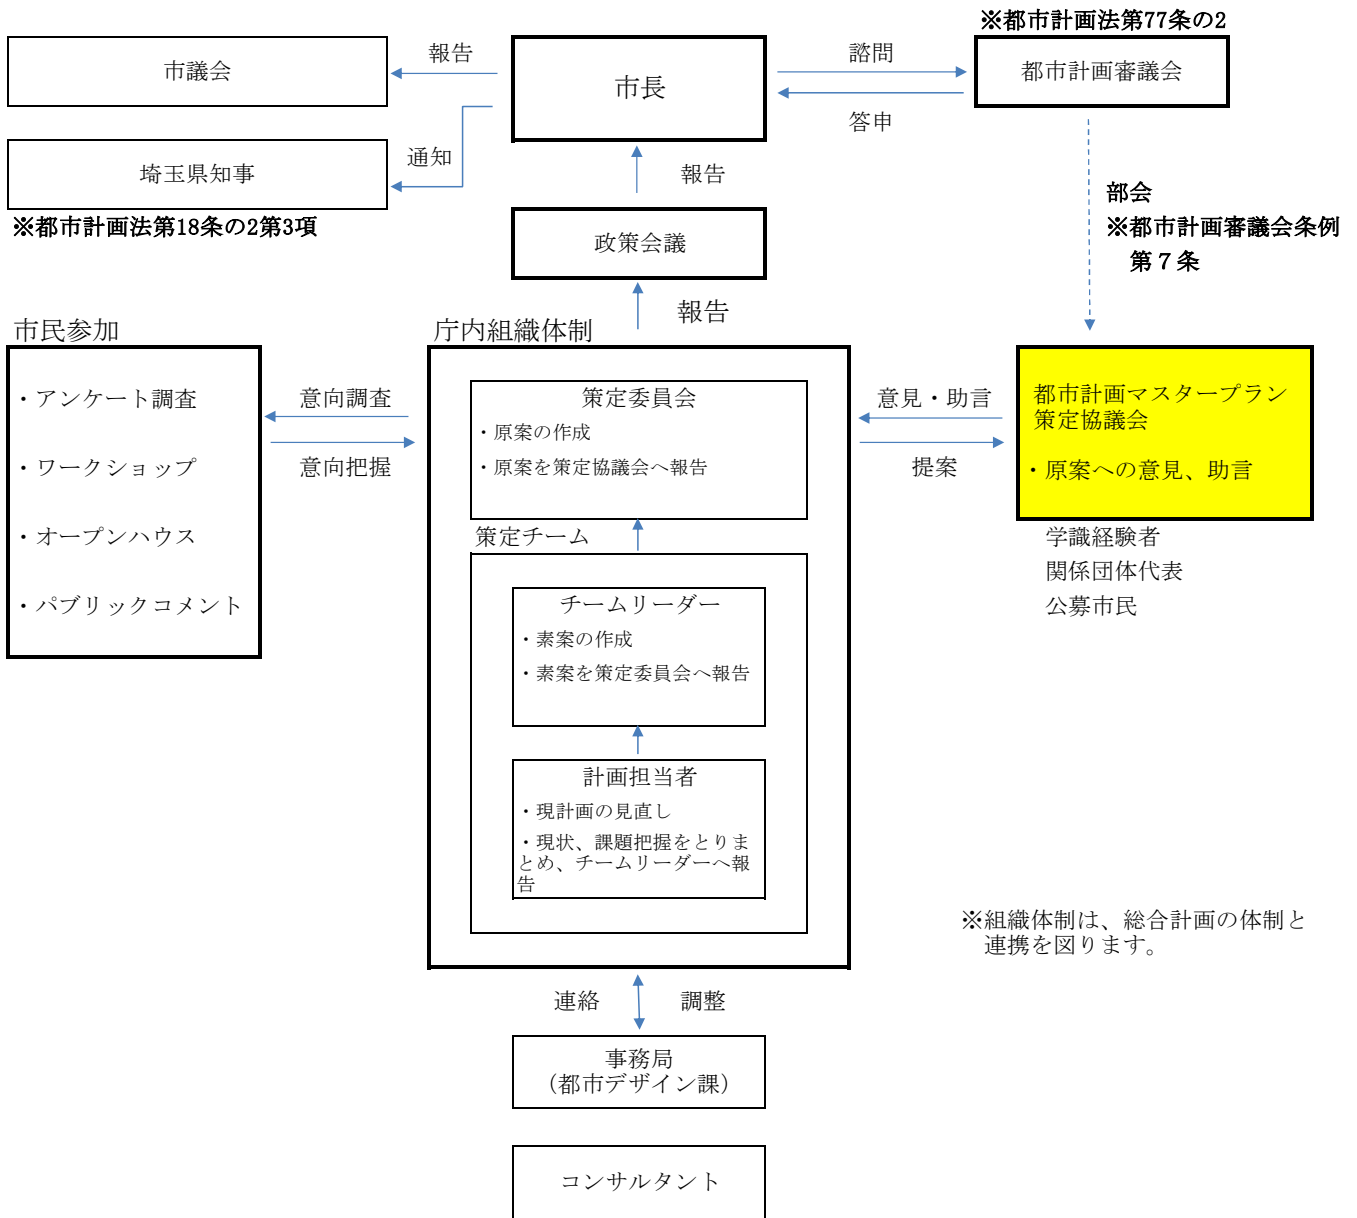 ※都市計画法第77条の2
市議会
報告
市長
諮問
都市計画審議会
答申
埼玉県知事
通知
※都市計画法第18条の2第3項
報告
部会
※都市計画審議会条例
第７条
政策会議
報告
市民参加
・アンケート調査
・ワークショップ
・オープンハウス
・パブリックコメント
意向調査
意向把握
庁内組織体制
策定委員会
・原案の作成
・原案を策定協議会へ報告
策定チーム
チームリーダー
・素案の作成
・素案を策定委員会へ報告
計画担当者
・現計画の見直し
・現状、課題把握をとりま
とめ、チームリーダーへ報
告
意見・助言
提案
都市計画マスタープラン
策定協議会
・原案への意見、助言
学識経験者
関係団体代表
公募市民
※組織体制は、総合計画の体制と
連携を図ります。
連絡
調整
事務局
（都市デザイン課）
コンサルタント